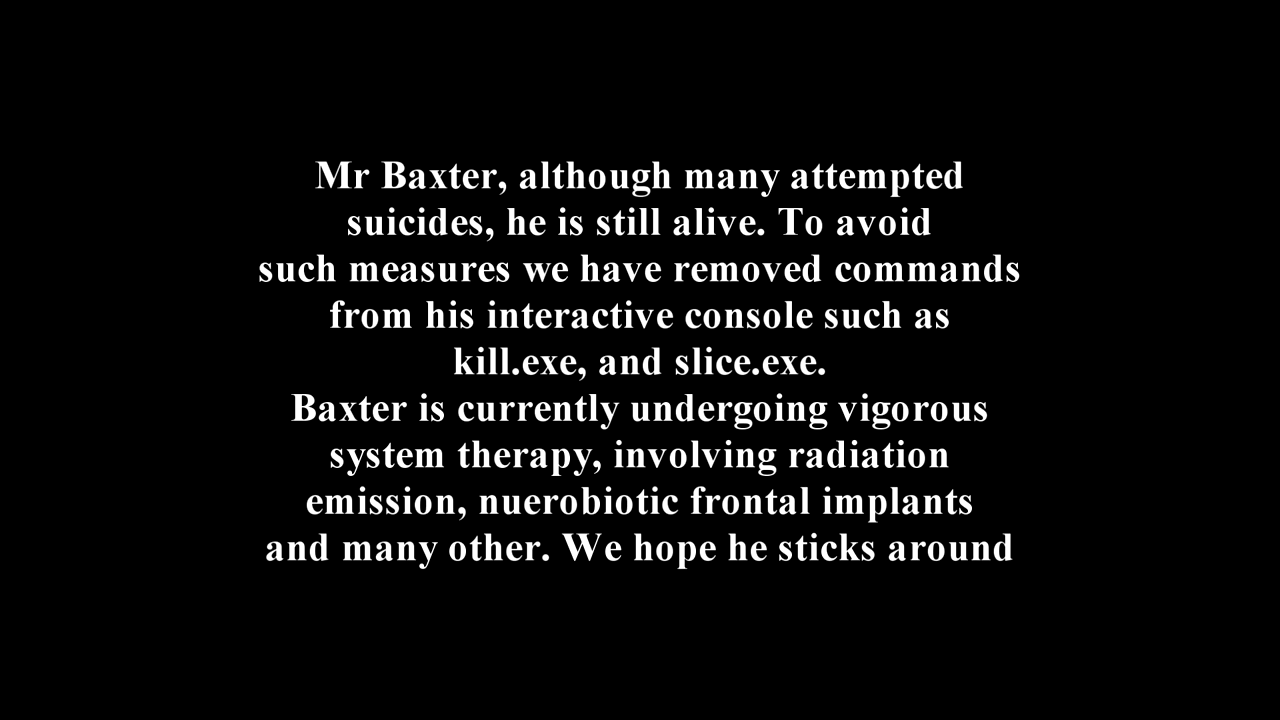 Mr Baxter, although many attempted
suicides, he is still alive. To avoid
such measures we have removed commands
from his interactive console such as
kill.exe, and slice.exe.
Baxter is currently undergoing vigorous
system therapy, involving radiation
emission, nuerobiotic frontal implants
and many other. We hope he sticks around